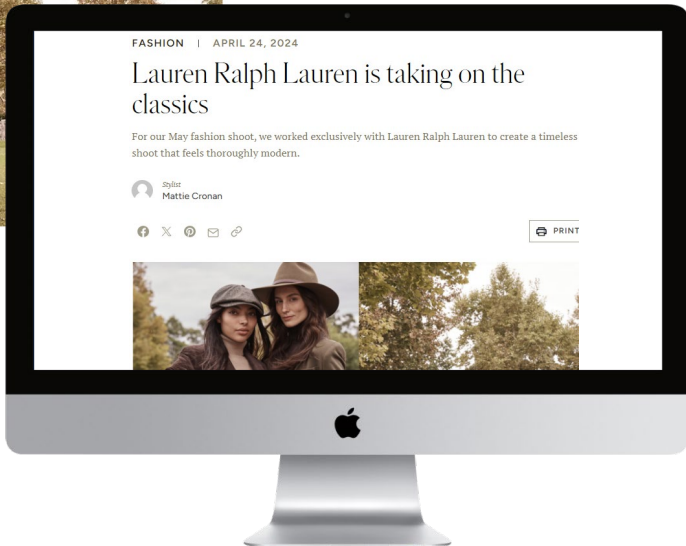 FASHION | APRIL 24, 2024
Lauren Ralph Lauren is taking on the
classics
For our May fashion shoot, we worked exclusively with Lauren Ralph Lauren to create a timeless
shoot that feels thoroughly modern.
Stylist
Mattie Cronan
PRINT